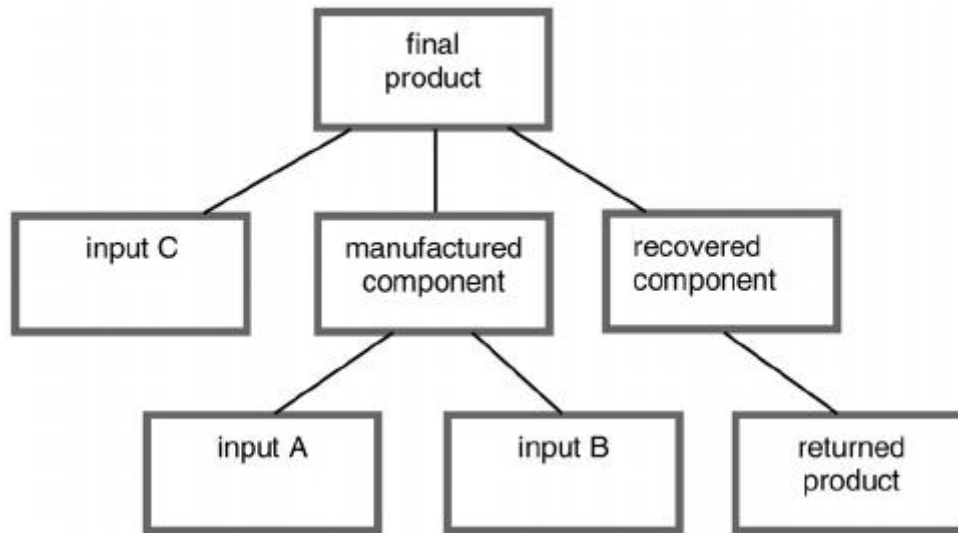 final
product
input C
manufactured
component
recovered
component
input A
input B
returned
product